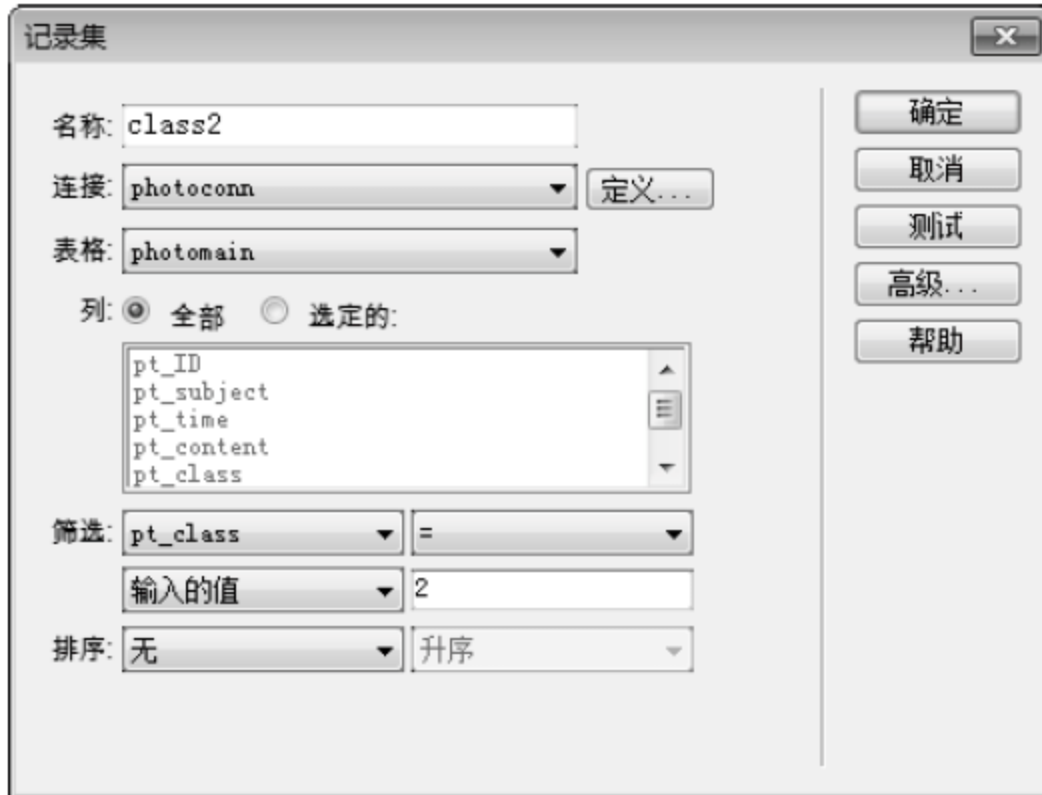 记录集
名称: class2
连接: photoconn 定义...
表格: photomain
列: 全部 选定的:
pt_ID
pt_subject
pt_time
pt_content
pt_class
筛选: pt_class =
输入的值 2
排序: 无 升序
确定
取消
测试
高级...
帮助